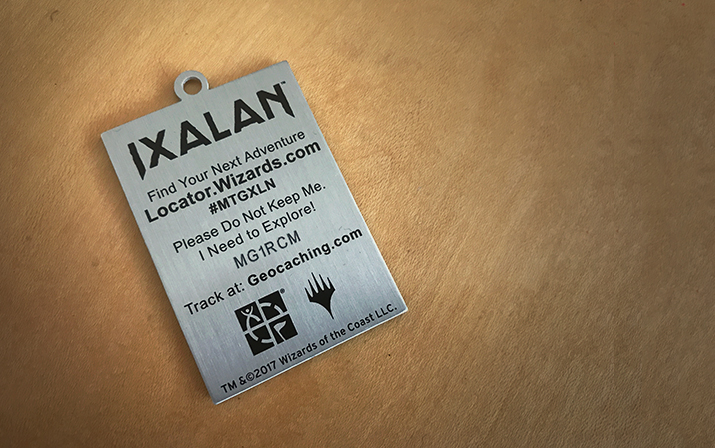 IXALAN™
Find Your Next Adventure
Locator.Wizards.com
#MTGXLN
Please Do Not Keep Me.
I Need to Explore!
MG1RCM
Track at: Geocaching.com
®
TM &©2017 Wizards of the Coast LLC.